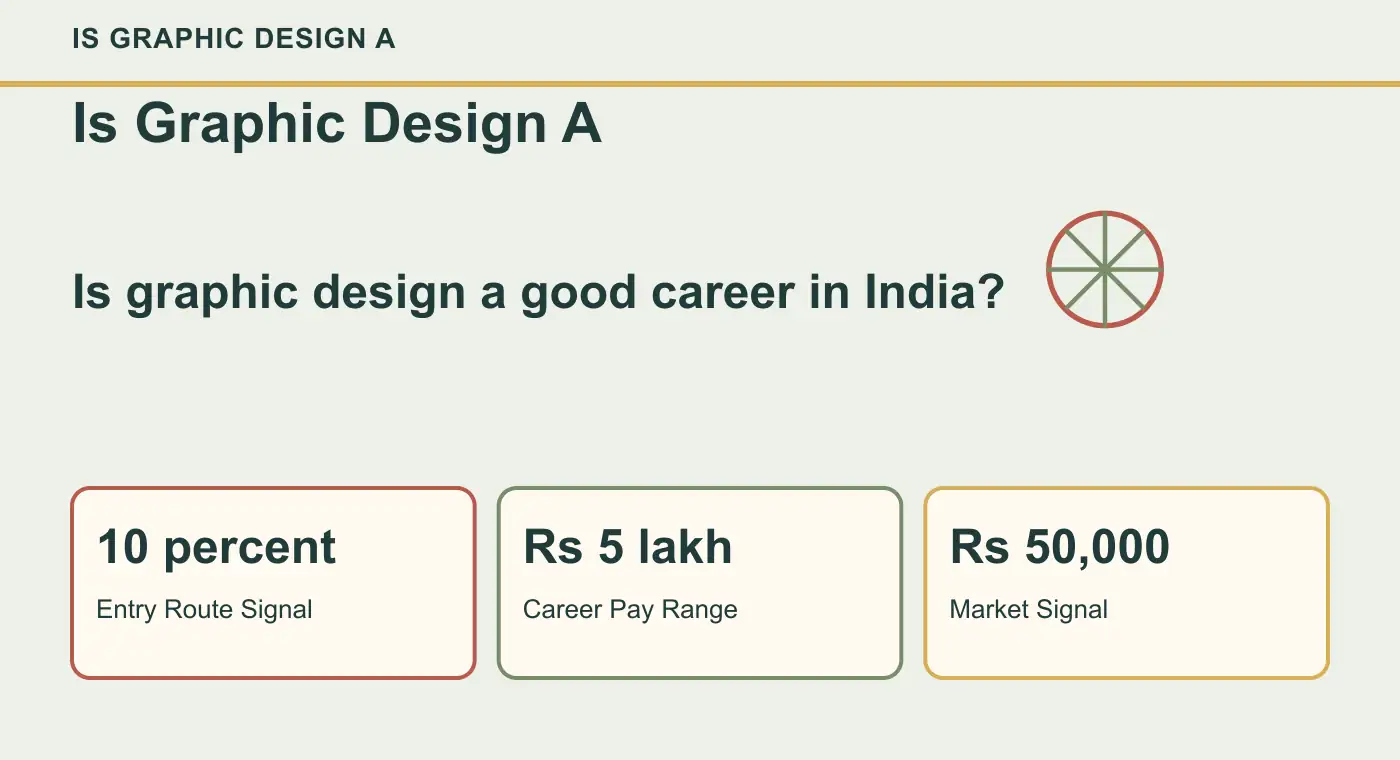 IS GRAPHIC DESIGN A
Is Graphic Design A
Is graphic design a good career in India?
10 percent
Entry Route Signal
Rs 5 lakh
Career Pay Range
Rs 50,000
Market Signal